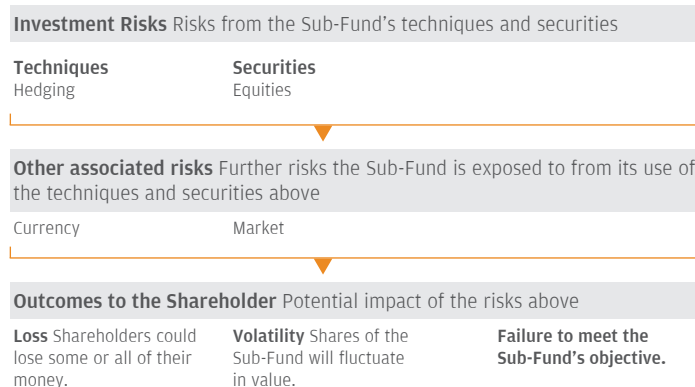 Investment Risks Risks from the Sub-Fund's techniques and securities
Techniques Securities
Hedging Equities
Other associated risks Further risks the Sub-Fund is exposed to from its use of
the techniques and securities above
Currency Market
Outcomes to the Shareholder Potential impact of the risks above
Loss Shareholders could
lose some or all of their
money.
Volatility Shares of the
Sub-Fund will fluctuate
in value.
Failure to meet the
Sub-Fund's objective.